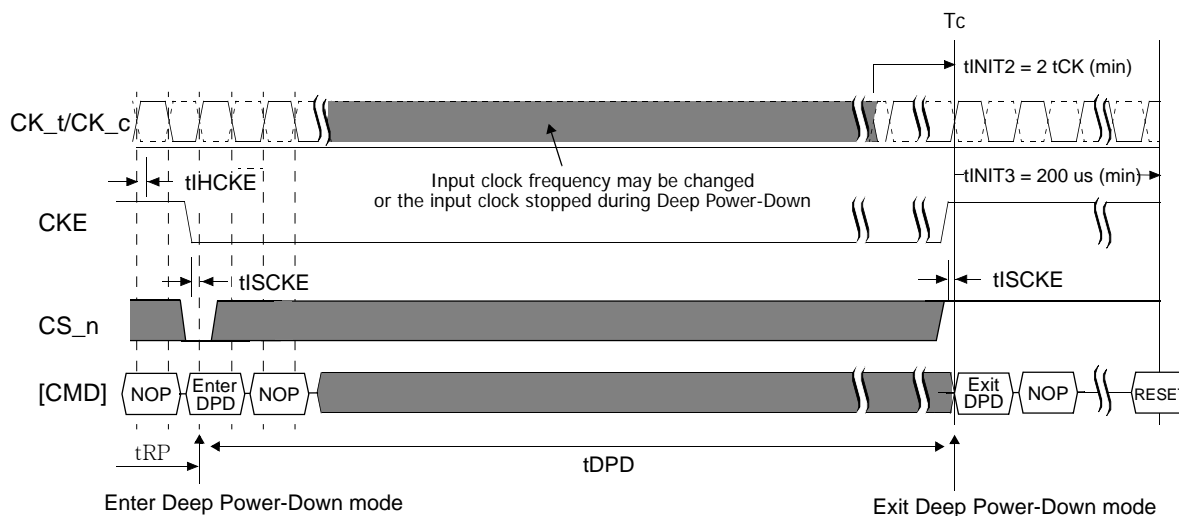 Tc
tINIT2 = 2 tCK (min)
CK_t/CK_c
tIHCKE
Input clock frequency may be changed
or the input clock stopped during Deep Power-Down
tINIT3 = 200 us (min)
CKE
tISCKE
tISCKE
CS_n
[CMD]
NOP
Enter
DPD
NOP
Exit
DPD
NOP
RESET
tRP
tDPD
Enter Deep Power-Down mode
Exit Deep Power-Down mode